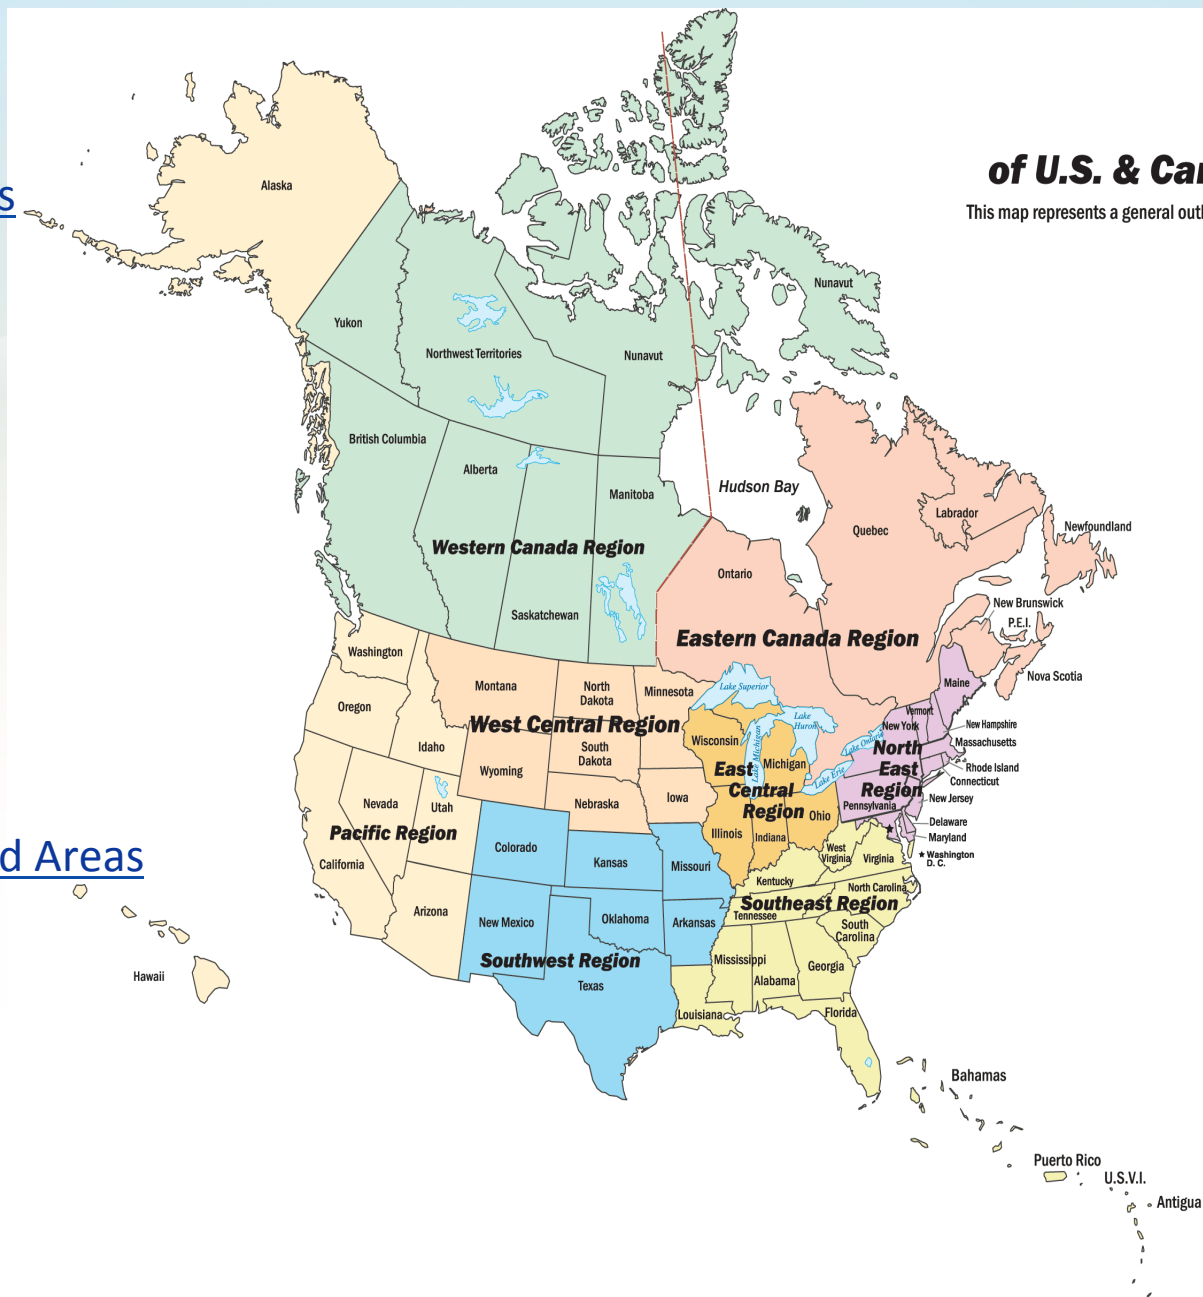 of U.S. & Car
This map represents a general outl
s
Alaska
Nunavut
Yukon
Northwest Territories
Nunavut
British Columbia
Alberta
Manitoba
Hudson Bay
Quebec
Labrador
Newfoundland
Western Canada Region
Ontario
Saskatchewan
New Brunswick
P.E.I.
Eastern Canada Region
Nova Scotia
Washington
Montana
North
Dakota
Minnesota
Lake Superior
Maine
Oregon
West Central Region
Lake
Huron
Vermont
New York
New Hampshire
Idaho
South
Dakota
Wisconsin
Lake Michigan
Lake Ontario
Massachusetts
North
East
Region
Wyoming
Michigan
Rhode Island
Connecticut
East
Central
Region
Lake Erie
Nevada
Utah
Nebraska
Iowa
Pennsylvania
New Jersey
Pacific Region
Illinois
Indiana
Ohio
Delaware
Maryland
d Areas
Colorado
Kansas
Missouri
West
Virginia
Virginia
★ Washington
D. C.
California
Kentucky
North Carolina
Arizona
New Mexico
Oklahoma
Arkansas
Southeast Region
Tennessee
South
Carolina
Southwest Region
Mississippi
Georgia
Hawaii
Texas
Alabama
Louisiana
Florida
Bahamas
Puerto Rico
U.S.V.I.
Antigua